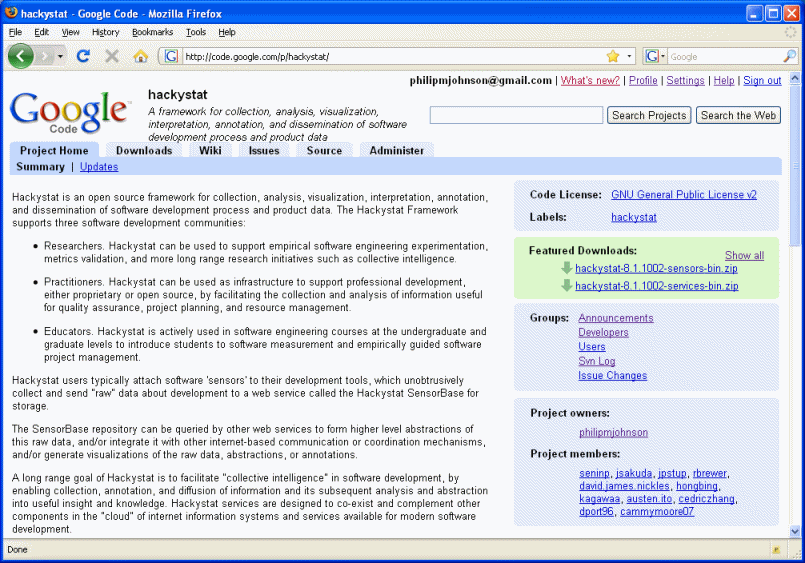 hackystat - Google Code - Mozilla Firefox
File Edit View History Bookmarks Tools Help
http://code.google.com/p/hackystat/
Google
philipmjohnson@gmail.com | What's new? | Profile | Settings | Help | Sign out
Google
Code
hackystat
A framework for collection, analysis, visualization,
interpretation, annotation, and dissemination of software
development process and product data
Search Projects Search the Web
Project Home Downloads Wiki Issues Source Administer
Summary | Updates
Hackystat is an open source framework for collection, analysis, visualization, interpretation, annotation,
and dissemination of software development process and product data. The Hackystat Framework
supports three software development communities:
• Researchers. Hackystat can be used to support empirical software engineering experimentation,
metrics validation, and more long range research initiatives such as collective intelligence.
• Practitioners. Hackystat can be used as infrastructure to support professional development,
either proprietary or open source, by facilitating the collection and analysis of information useful
for quality assurance, project planning, and resource management.
• Educators. Hackystat is actively used in software engineering courses at the undergraduate and
graduate levels to introduce students to software measurement and empirically guided software
project management.
Hackystat users typically attach software 'sensors' to their development tools, which unobtrusively
collect and send "raw" data about development to a web service called the Hackystat SensorBase for
storage.
The SensorBase repository can be queried by other web services to form higher level abstractions of
this raw data, and/or integrate it with other internet-based communication or coordination mechanisms,
and/or generate visualizations of the raw data, abstractions, or annotations.
A long range goal of Hackystat is to facilitate "collective intelligence" in software development, by
enabling collection, annotation, and diffusion of information and its subsequent analysis and abstraction
into useful insight and knowledge. Hackystat services are designed to co-exist and complement other
components in the "cloud" of internet information systems and services available for modern software
development.
Code License: GNU General Public License v2
Labels: hackystat
Featured Downloads: Show all
hackystat-8.1.1002-sensors-bin.zip
hackystat-8.1.1002-services-bin.zip
Groups: Announcements
Developers
Users
Svn Log
Issue Changes
Project owners:
philipmjohnson
Project members:
seninp, jsakuda, jpstup, rbrewer,
david.james.nickles, hongbing,
kagawaa, austen.ito, cedriczhang,
dport96, cammymoore07
Done